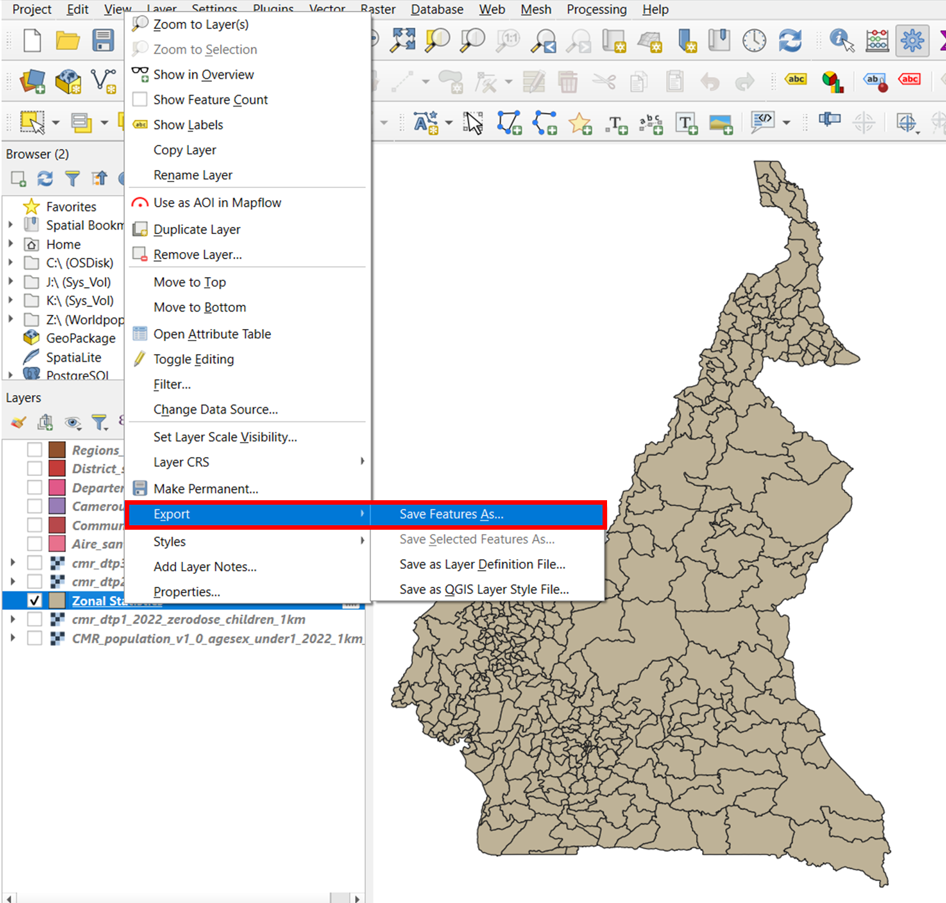 Project Edit View Layer Settings Plugins Vector Raster Database Web Mesh Processing Help
Zoom to Layer(s)
Zoom to Selection
Show in Overview
Show Feature Count
Show Labels
Copy Layer
Rename Layer
Use as AOI in Mapflow
Duplicate Layer
Remove Layer...
Move to Top
Move to Bottom
Open Attribute Table
Toggle Editing
Filter...
Change Data Source...
Set Layer Scale Visibility...
Layer CRS
Make Permanent...
Export
Styles
Add Layer Notes...
Properties...
Save Features As...
Save Selected Features As...
Save as Layer Definition File...
Save as QGIS Layer Style File...
Browser (2)
Favorites
Spatial Bookm
Home
C:\ (OSDisk)
J:\ (Sys_Vol)
K:\ (Sys_Vol)
Z:\ (Worldpop
GeoPackage
SpatiaLite
PostgreSQL
Layers
Regions_
District_s
Departer
Camerou
Commun
Aire_san
cmr_dtp3
cmr_dtp2
Zonal
cmr_dtp1_2022_zerodose_children_1km
CMR_population_v1_0_agesex_under1_2022_1km_